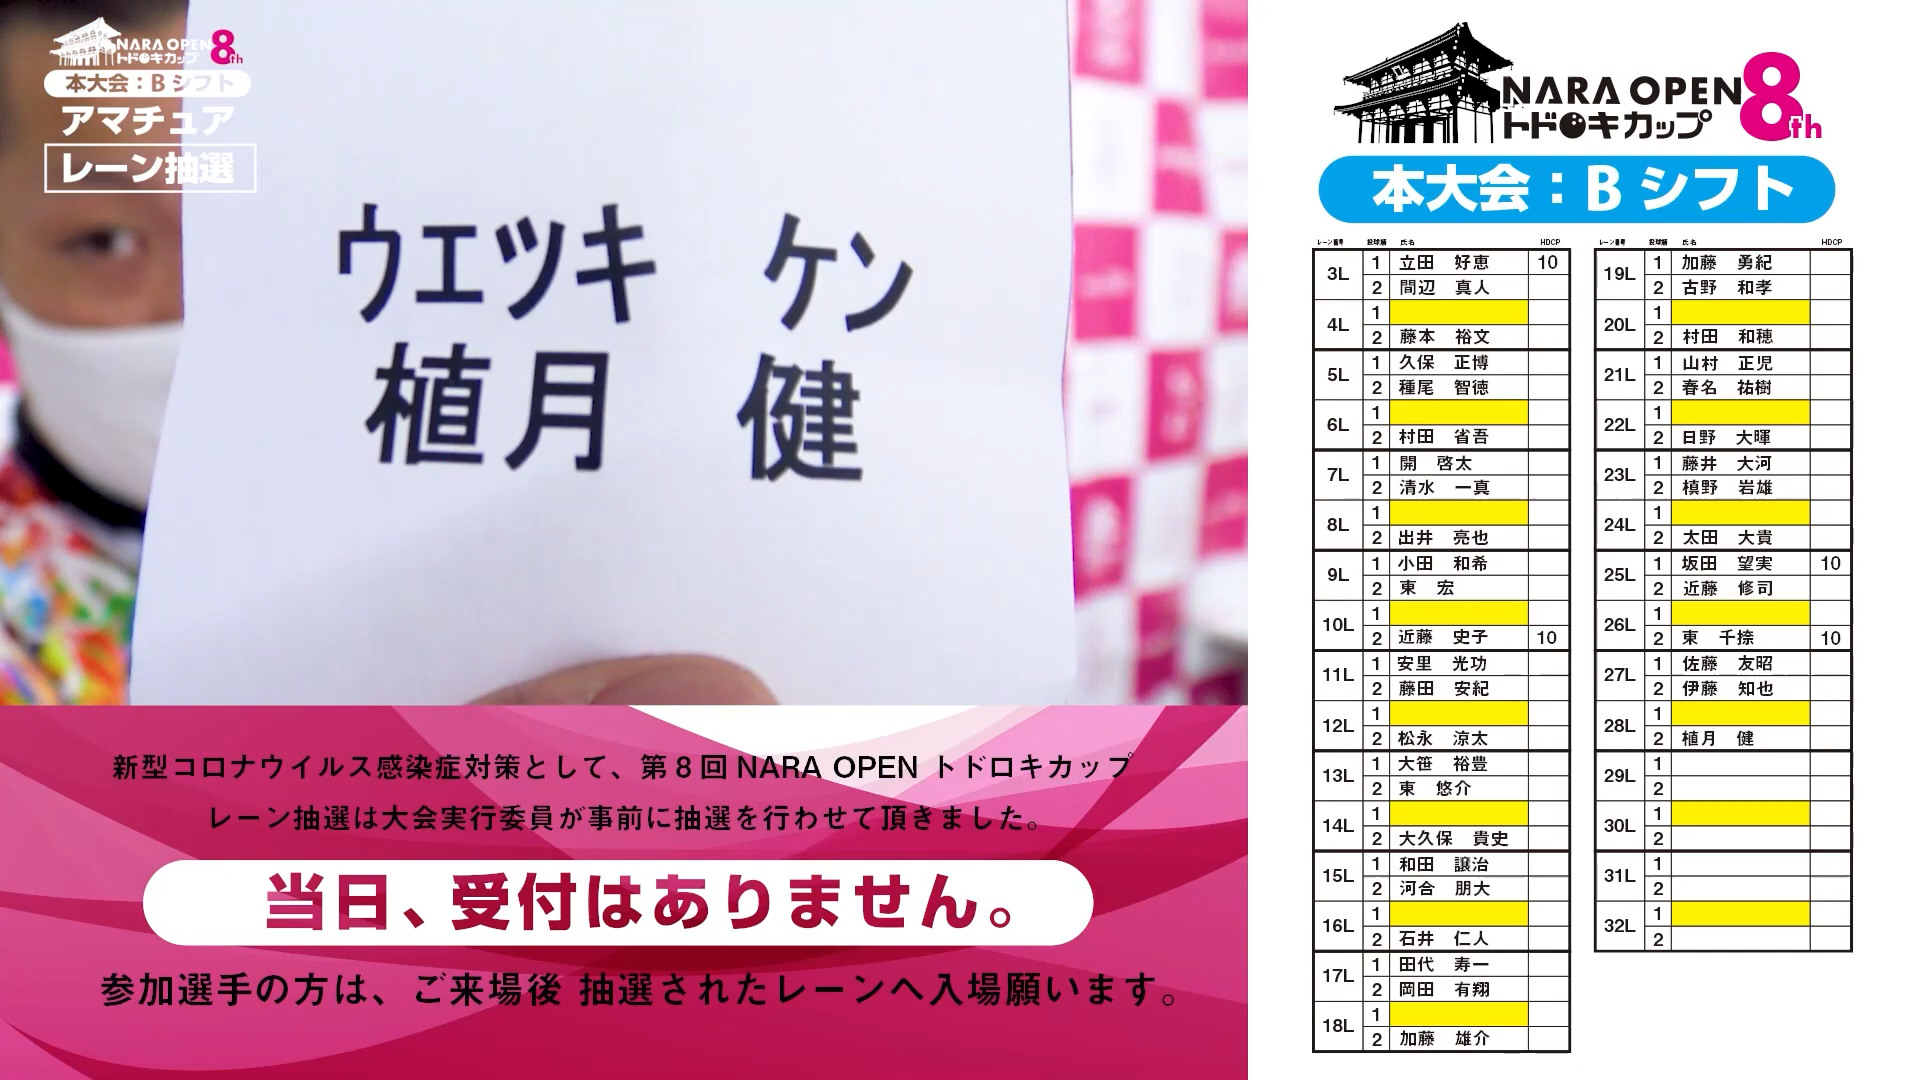 NARA OPEN 8th
トドロキカップ
本大会：B シフト
アマチュア
レーン抽選
ウエツキ ケン
植月 健
新型コロナウイルス感染症対策として、第8回 NARA OPEN トドロキカップ
レーン抽選は大会実行委員が事前に抽選を行わせて頂きました。
当日、受付はありません。
参加選手の方は、ご来場後 抽選されたレーンへ入場願います。
NARA OPEN 8th
トドロキカップ
本大会：B シフト
レーン番号 投球順 氏名 HDCP
3L 1 立田 好恵 10
2 間辺 真人
4L 1
2 藤本 裕文
5L 1 久保 正博
2 種尾 智徳
6L 1
2 村田 省吾
7L 1 開 啓太
2 清水 一真
8L 1
2 出井 亮也
9L 1 小田 和希
2 東 宏
10L 1
2 近藤 史子 10
11L 1 安里 光功
2 藤田 安紀
12L 1
2 松永 涼太
13L 1 大笹 裕豊
2 東 悠介
14L 1
2 大久保 貴史
15L 1 和田 譲治
2 河合 朋大
16L 1
2 石井 仁人
17L 1 田代 寿一
2 岡田 有翔
18L 1
2 加藤 雄介
レーン番号 投球順 氏名 HDCP
19L 1 加藤 勇紀
2 古野 和孝
20L 1
2 村田 和穂
21L 1 山村 正児
2 春名 祐樹
22L 1
2 日野 大暉
23L 1 藤井 大河
2 槙野 岩雄
24L 1
2 太田 大貴
25L 1 坂田 望実 10
2 近藤 修司
26L 1
2 東 千捺 10
27L 1 佐藤 友昭
2 伊藤 知也
28L 1
2 植月 健
29L 1
2
30L 1
2
31L 1
2
32L 1
2